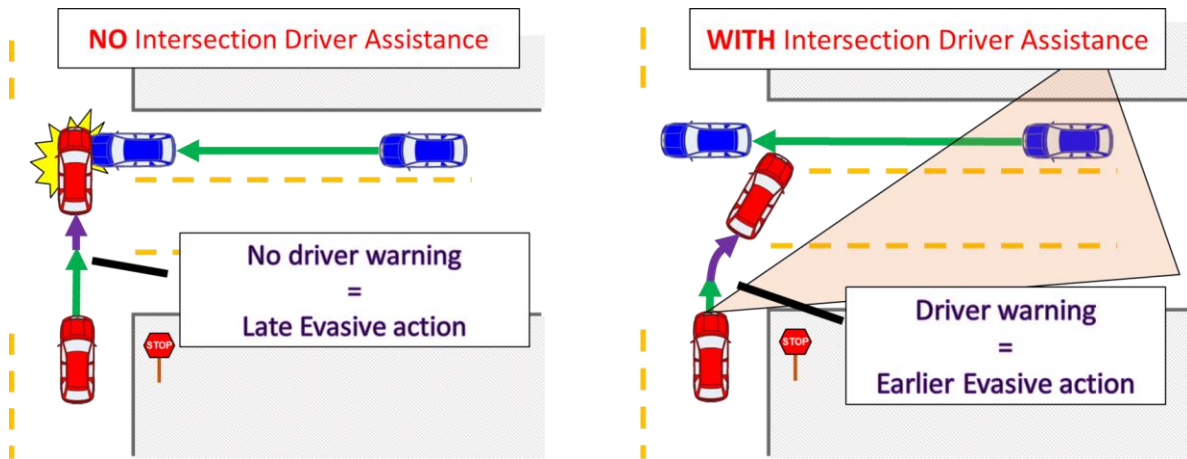 NO Intersection Driver Assistance
No driver warning
=
Late Evasive action
STOP
WITH Intersection Driver Assistance
Driver warning
=
Earlier Evasive action
STOP